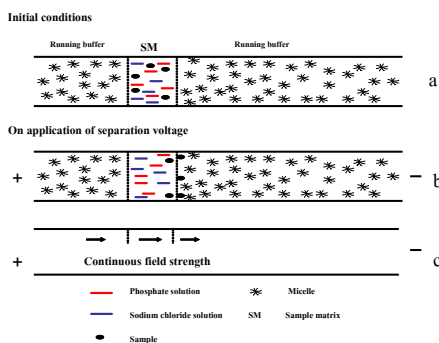 Initial conditions
Running buffer SM Running buffer
a
On application of separation voltage
+ − b
+ − c
Continuous field strength
Phosphate solution Micelle
Sodium chloride solution SM Sample matrix
Sample